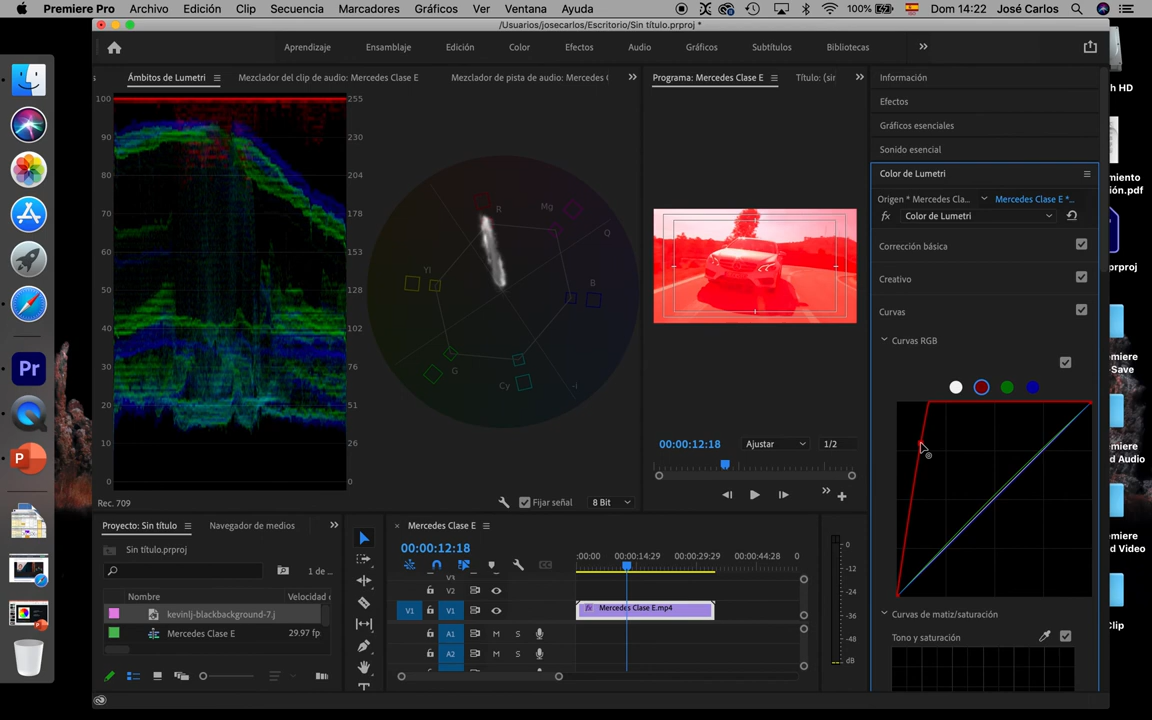 Premiere Pro Archivo Edición Clip Secuencia Marcadores Gráficos Ver Ventana Ayuda 100% Dom 14:22 José Carlos
/Usuarios/josecarlos/Escritorio/Sin título.prproj *
Aprendizaje Ensamblaje Edición Color Efectos Audio Gráficos Subtítulos Bibliotecas
Ámbitos de Lumetri Mezclador del clip de audio: Mercedes Clase E Mezclador de pista de audio: Mercedes Programa: Mercedes Clase E Título: (sin Información
HD
Efectos
100 255
90 230
80 204
70 178
60 153
50 128
40 102
30 76
20 51
10 26
0 0
R Mg Q Yl B G Cy -I
Gráficos esenciales
Sonido esencial
Color de Lumetri
Origen * Mercedes Cla... Mercedes Clase E *...
fx Color de Lumetri
Corrección básica
Creativo
Curvas
Curvas RGB
miento
ión.pdf
prproj
emiere
-Save
emiere
d Audio
emiere
d Video
emiere
Clip
00:00:12:18 Ajustar 1/2
Rec. 709 Fijar señal 8 Bit
Proyecto: Sin título Navegador de medios
Sin título.prproj
1 de ...
Nombre Velocidad
kevinlj-blackbackground-7.j
Mercedes Clase E 29.97 fp
Mercedes Clase E
00:00:12:18
:00:00 00:00:14:29 00:00:29:29 00:00:44:28 0
V3
V2
V1 V1 fx Mercedes Clase E.mp4
A1 M S
A2 M S
0
-12
-24
-36
-48
dB
Curvas de matiz/saturación
Tono y saturación
Pr
P